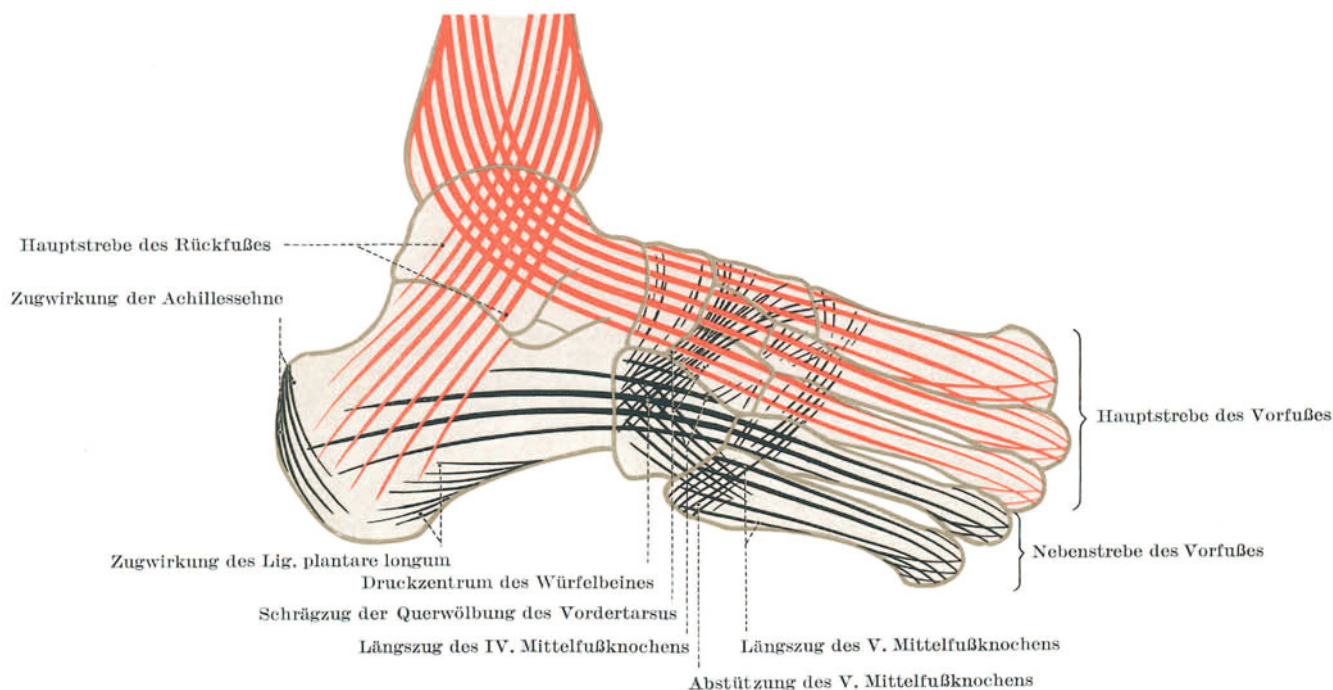 Hauptstrebe des Rückfußes
Zugwirkung der Achillessehne
Hauptstrebe des Vorfußes
Nebenstrebe des Vorfußes
Zugwirkung des Lig. plantare longum
Druckzentrum des Würfelbeines
Schrägzug der Querwölbung des Vordertarsus
Längszug des IV. Mittelfußknochens
Längszug des V. Mittelfußknochens
Abstützung des V. Mittelfußknochens